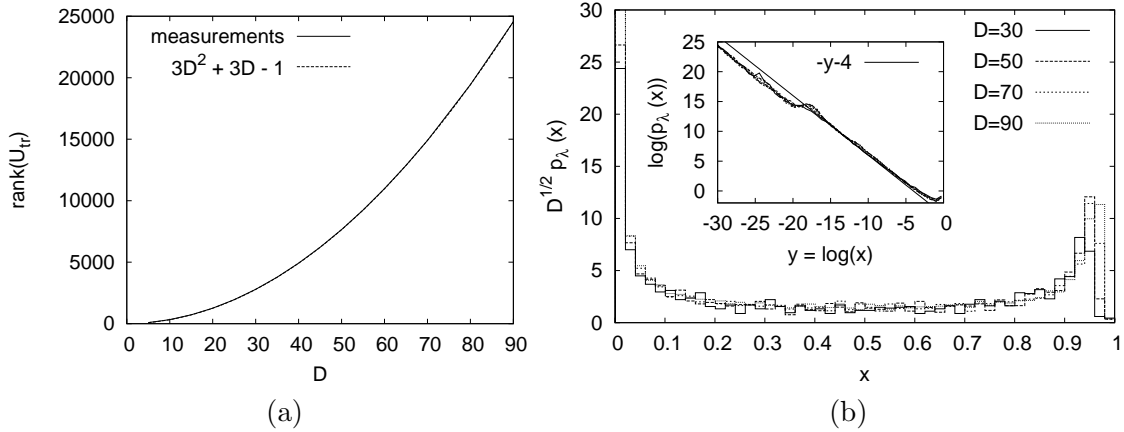 25000
20000
15000
10000
5000
0
0 10 20 30 40 50 60 70 80 90
rank(U_tr)
D
measurements
3D^2 + 3D - 1
(a)
30
25
20
15
10
5
0
0 0.1 0.2 0.3 0.4 0.5 0.6 0.7 0.8 0.9 1
D^{1/2} p_λ (x)
x
D=30
D=50
D=70
D=90
25
20
15
10
5
0
-30 -25 -20 -15 -10 -5 0
log(p_λ (x))
y = log(x)
-y-4
(b)